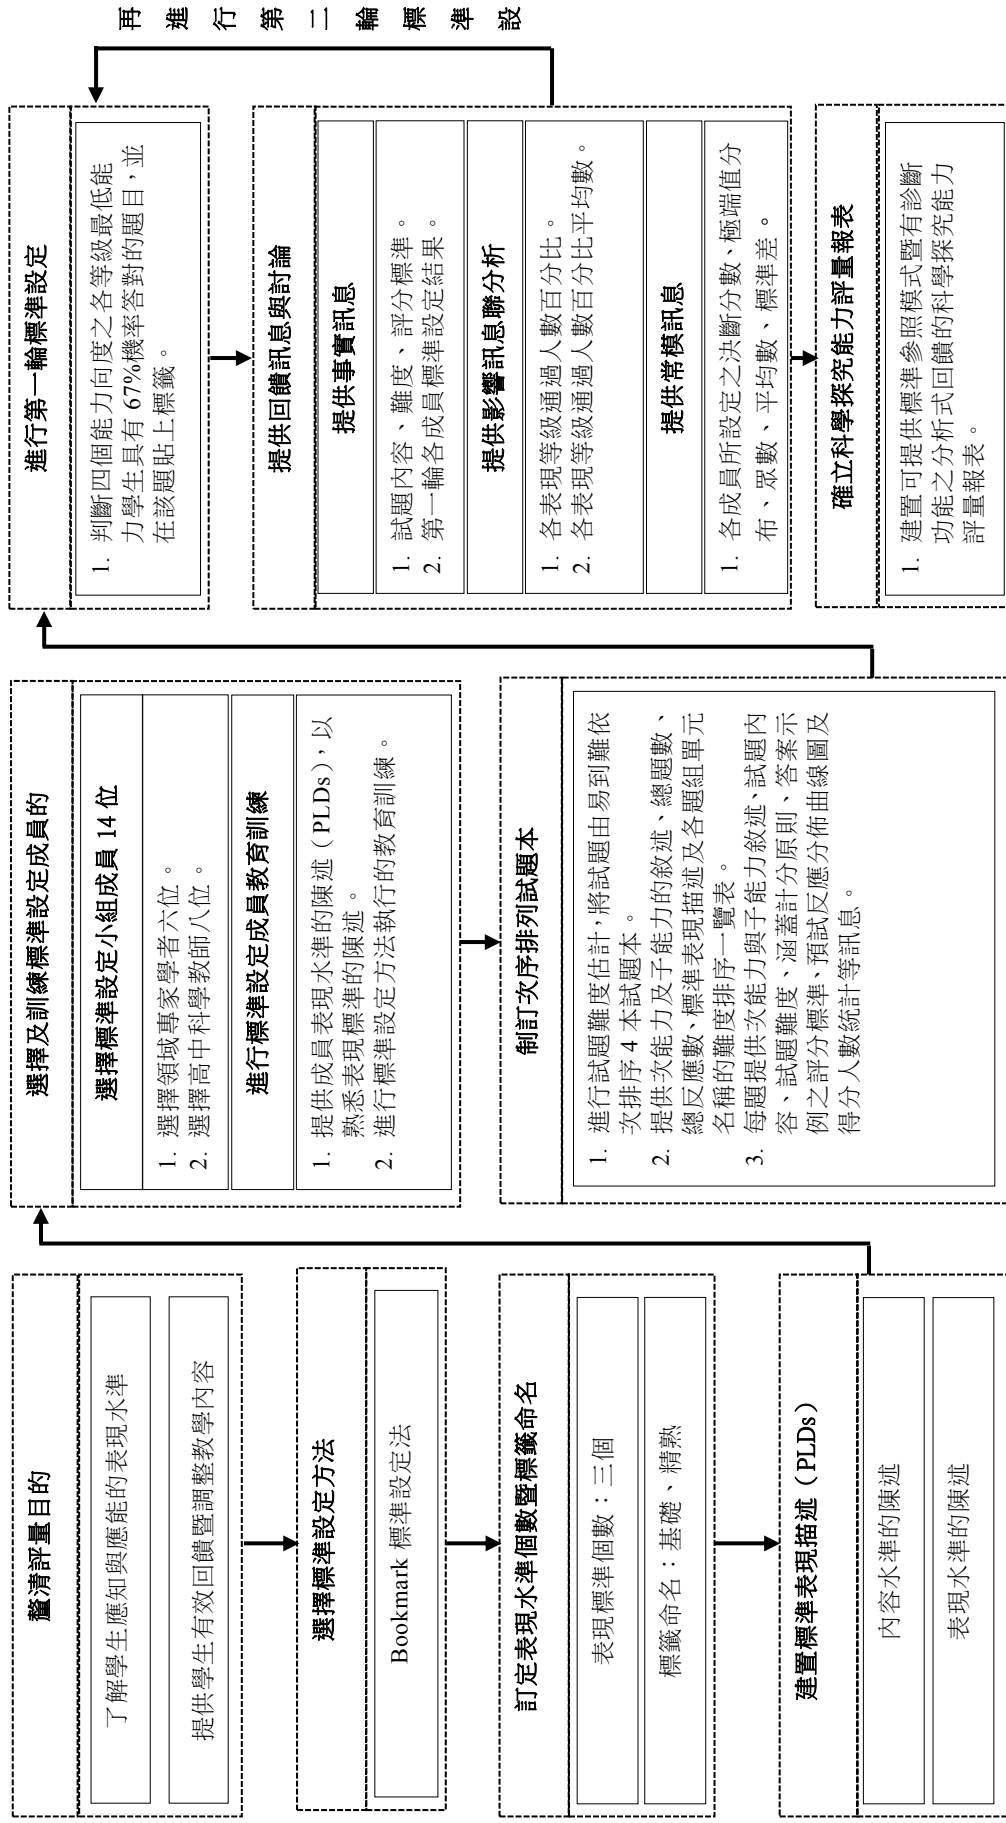 釐清評量目的
了解學生應知與應能的表現水準
提供學生有效回饋暨調整教學內容
選擇標準設定方法
Bookmark 標準設定法
訂定表現水準個數暨標籤命名
表現標準個數：三個
標籤命名：基礎、精熟
建置標準表現描述（PLDs）
內容水準的陳述
表現水準的陳述
選擇及訓練標準設定成員的
選擇標準設定小組成員 14 位
1. 選擇領域專家學者六位。
2. 選擇高中科學教師八位。
進行標準設定成員教育訓練
1. 提供成員表現水準的陳述（PLDs），以
熟悉表現標準的陳述。
2. 進行標準設定方法執行的教育訓練。
制訂次序排列試題本
1. 進行試題難度估計，將試題由易到難依
次排序 4 本試題本。
2. 提供次能力及子能力的敘述、總題數、
總反應數、標準表現描述及各題組單元
名稱的難度排序一覽表。
3. 每題提供次能力與子能力敘述、試題內
容、試題難度、涵蓋計分原則、答案示
例之評分標準、預試反應分佈曲線圖及
得分人數統計等訊息。
進行第一輪標準設定
1. 判斷四個能力向度之各等級最低能
力學生具有 67%機率答對的題目，並
在該題貼上標籤。
提供回饋訊息與討論
提供事實訊息
1. 試題內容、難度、評分標準。
2. 第一輪各成員標準設定結果。
提供影響訊息聯分析
1. 各表現等級通過人數百分比。
2. 各表現等級通過人數百分比平均數。
提供常模訊息
1. 各成員所設定之決斷分數、極端值分
布、眾數、平均數、標準差。
確立科學探究能力評量報表
1. 建置可提供標準參照模式暨有診斷
功能之分析式回饋的科學探究能力
評量報表。
再進行第二輪標準設